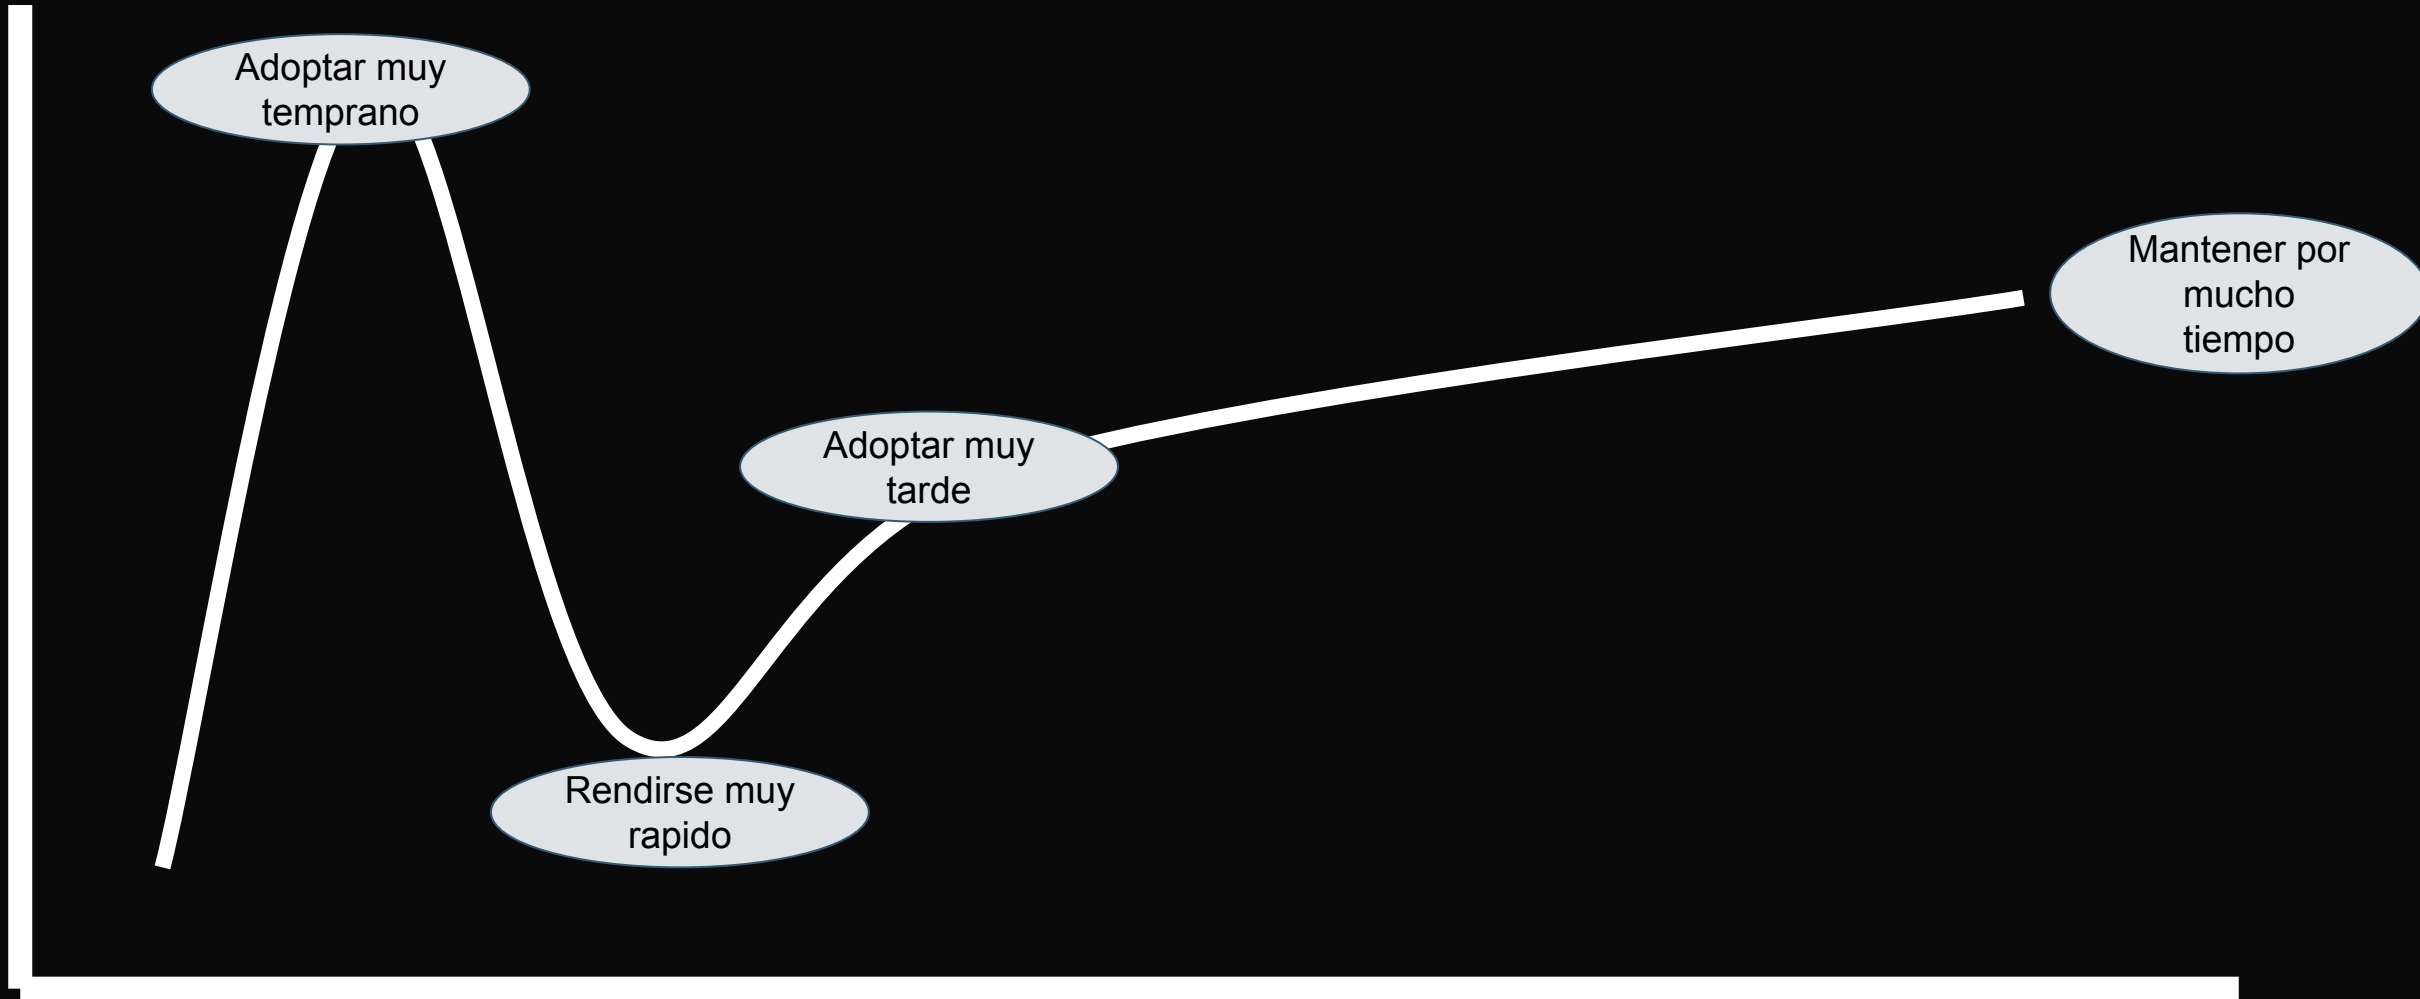 Adoptar muy
temprano
Mantener por
mucho
tiempo
Adoptar muy
tarde
Rendirse muy
rapido